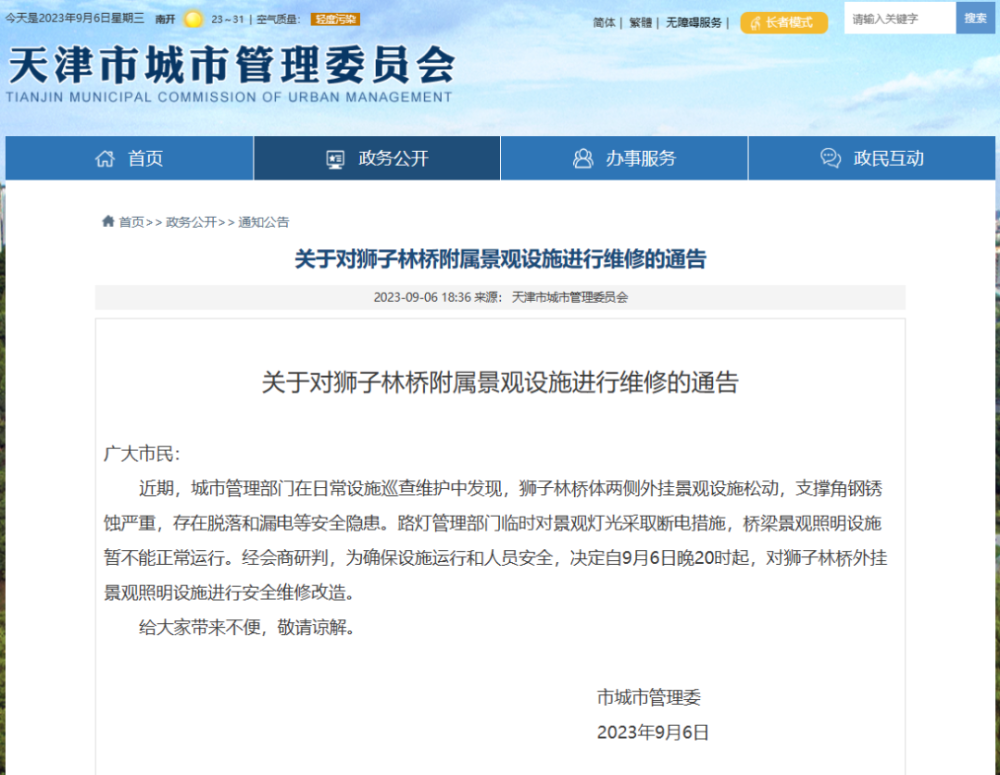 今天是2023年9月6日星期三 南开 23~31 | 空气质量: 轻度污染 简体 | 繁體 | 无障碍服务 | 长者模式 请输入关键字 搜索
天津市城市管理委员会
TIANJIN MUNICIPAL COMMISSION OF URBAN MANAGEMENT
首页 政务公开 办事服务 政民互动
首页>> 政务公开>> 通知公告
关于对狮子林桥附属景观设施进行维修的通告
2023-09-06 18:36 来源： 天津市城市管理委员会
关于对狮子林桥附属景观设施进行维修的通告
广大市民：
近期，城市管理部门在日常设施巡查维护中发现，狮子林桥体两侧外挂景观设施松动，支撑角钢锈
蚀严重，存在脱落和漏电等安全隐患。路灯管理部门临时对景观灯光采取断电措施，桥梁景观照明设施
暂不能正常运行。经会商研判，为确保设施运行和人员安全，决定自9月6日晚20时起，对狮子林桥外挂
景观照明设施进行安全维修改造。
给大家带来不便，敬请谅解。
市城市管理委
2023年9月6日